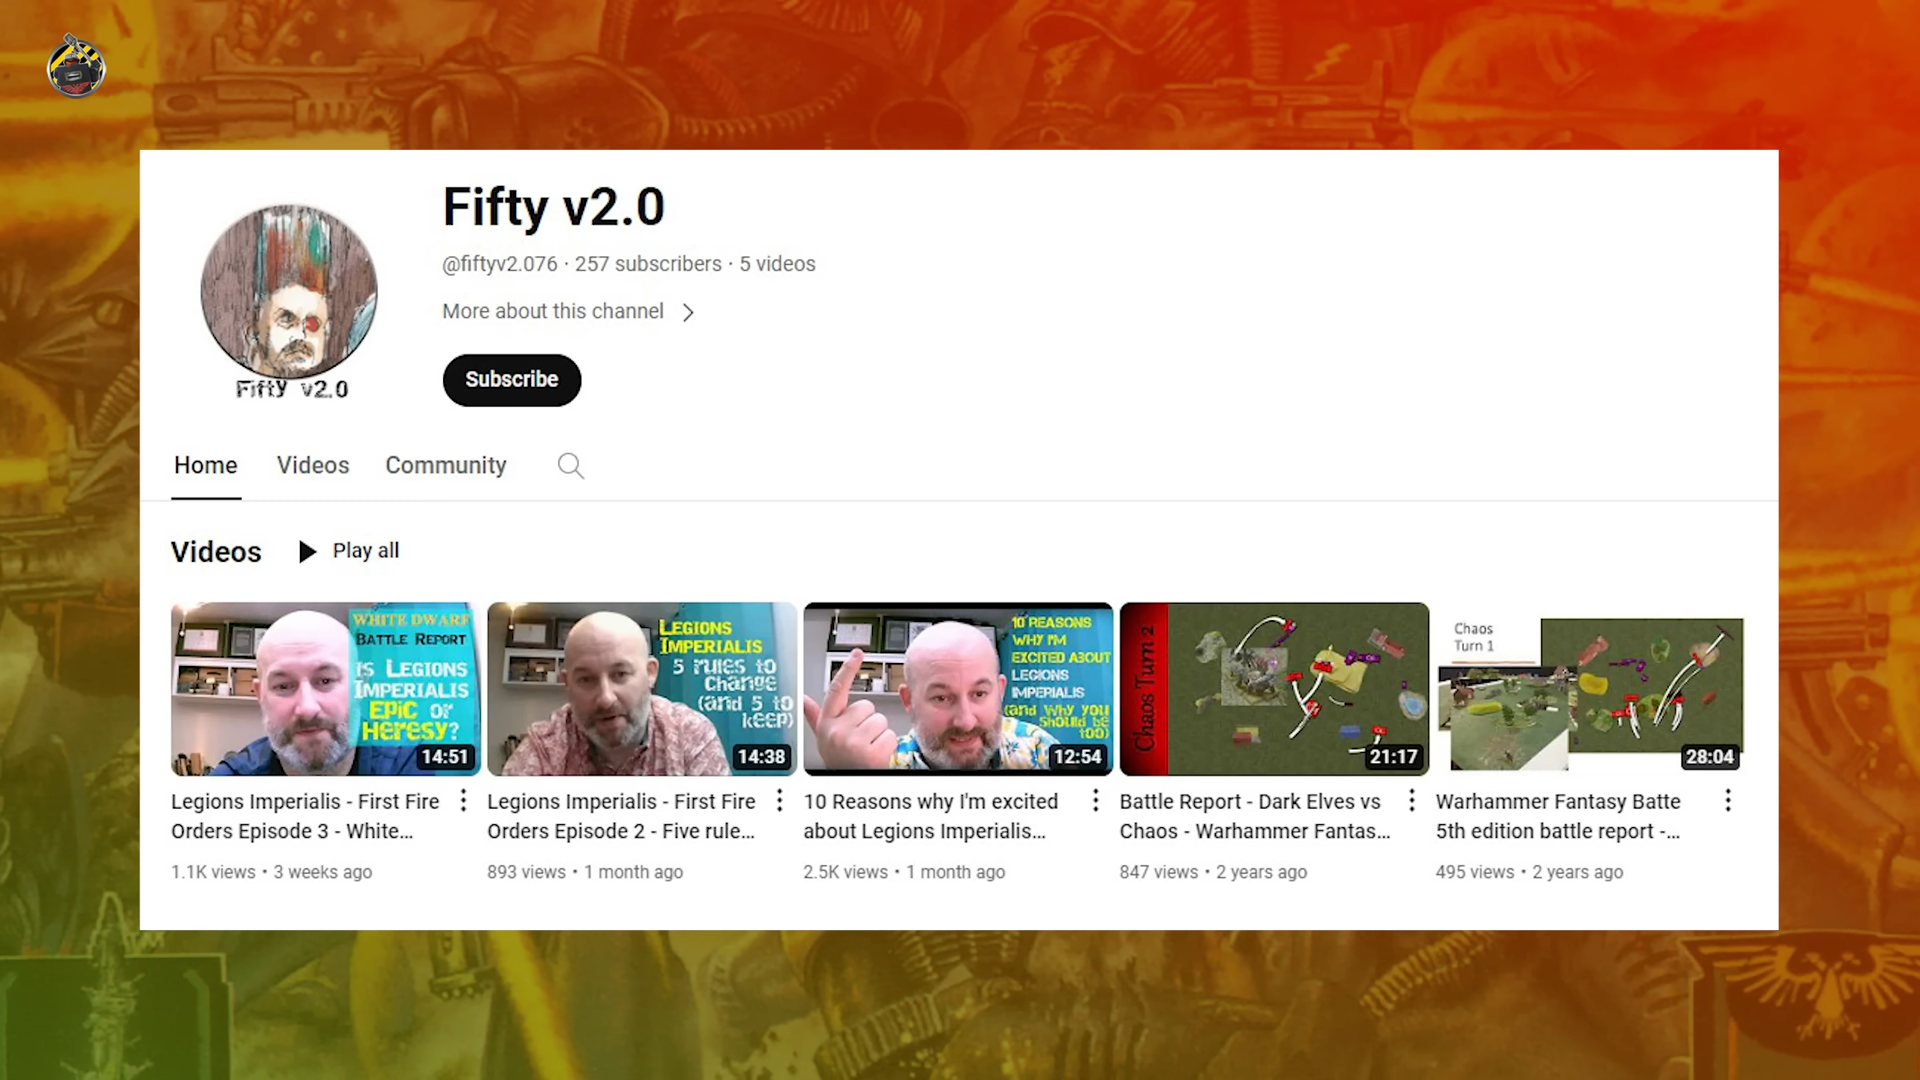 Fifty v2.0
@fiftyv2.076 · 257 subscribers · 5 videos
More about this channel
Subscribe
Fifty v2.0
Home Videos Community
Videos Play all
WHITE DWARF
BATTLE REPORT
IS LEGIONS
IMPERIALIS
EPIC or
HERESY?
14:51
LEGIONS
IMPERIALIS
5 rules to
Change
(and 5 to
keep)
14:38
10 REASONS
WHY I'M
EXCITED ABOUT
LEGIONS
IMPERIALIS
(and why you
should be
too)
12:54
Chaos Turn 2
21:17
Chaos
Turn 1
28:04
Legions Imperialis - First Fire
Orders Episode 3 - White...
1.1K views • 3 weeks ago
Legions Imperialis - First Fire
Orders Episode 2 - Five rule...
893 views • 1 month ago
10 Reasons why I'm excited
about Legions Imperialis...
2.5K views • 1 month ago
Battle Report - Dark Elves vs
Chaos - Warhammer Fantas...
847 views • 2 years ago
Warhammer Fantasy Batte
5th edition battle report -...
495 views • 2 years ago